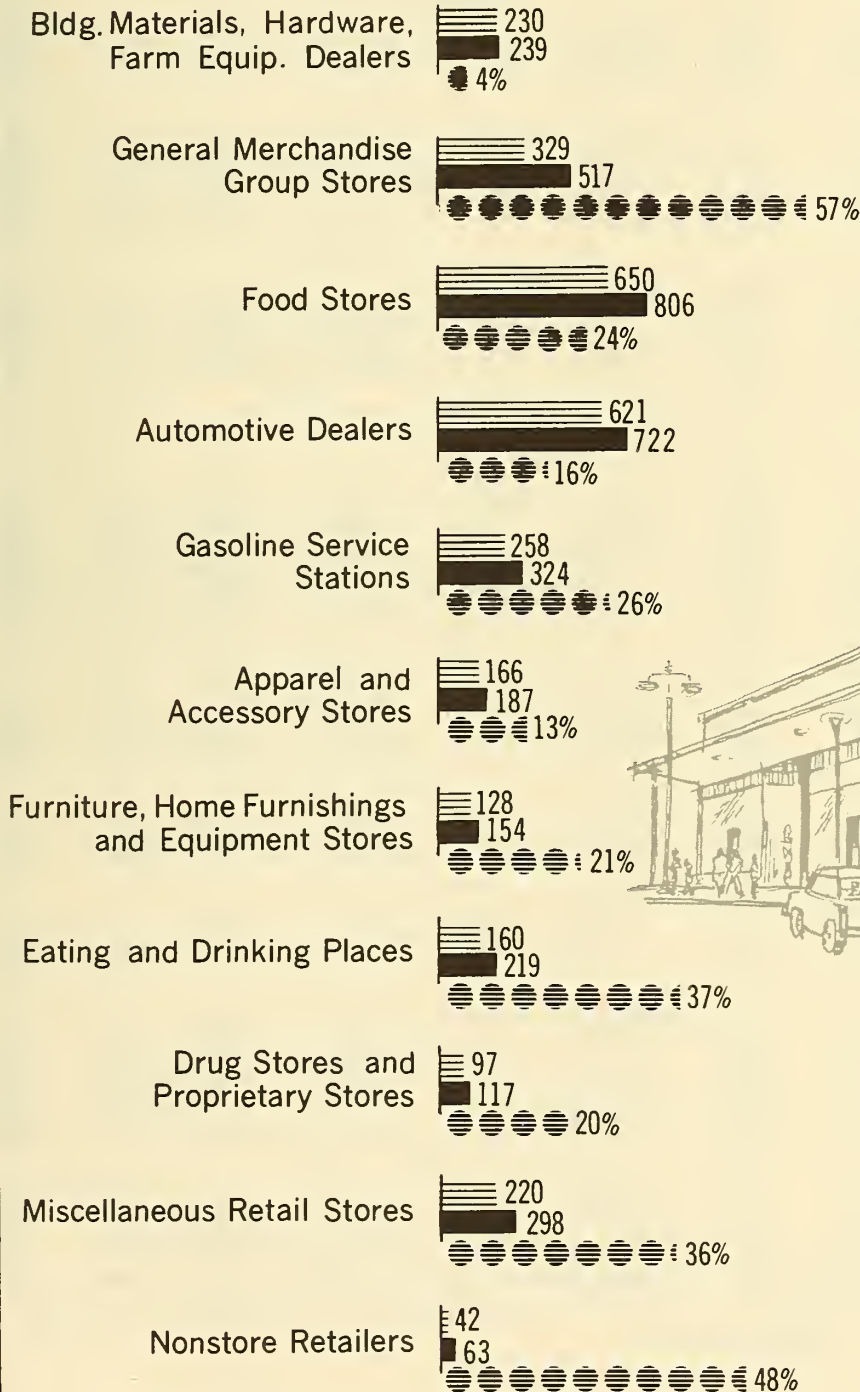 Bldg. Materials, Hardware,
Farm Equip. Dealers
230
239
4%
General Merchandise
Group Stores
329
517
57%
Food Stores
650
806
24%
Automotive Dealers
621
722
16%
Gasoline Service
Stations
258
324
26%
Apparel and
Accessory Stores
166
187
13%
Furniture, Home Furnishings
and Equipment Stores
128
154
21%
Eating and Drinking Places
160
219
37%
Drug Stores and
Proprietary Stores
97
117
20%
Miscellaneous Retail Stores
220
298
36%
Nonstore Retailers
42
63
48%